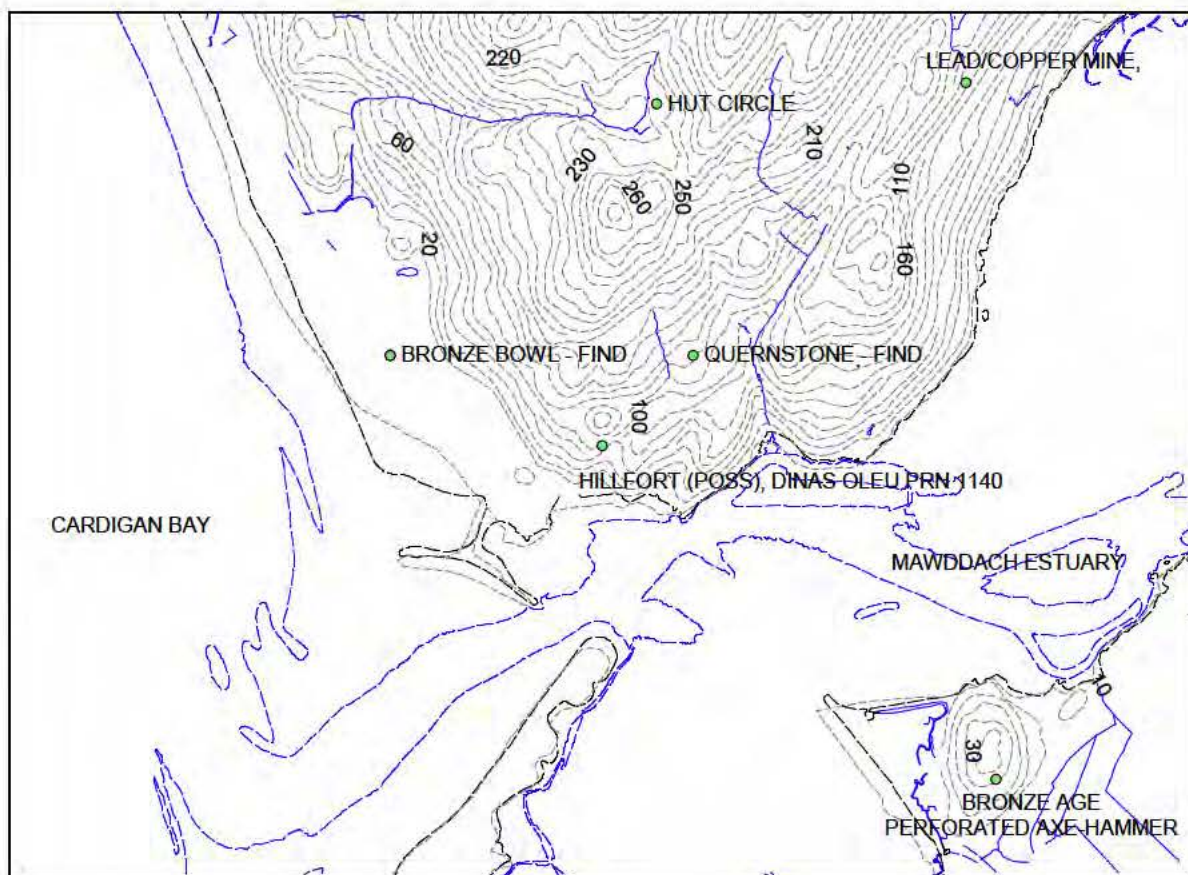 220
LEAD/COPPER MINE,
HUT CIRCLE
60
230
260
250
210
110
20
160
BRONZE BOWL - FIND
QUERNSTONE - FIND
100
HILLFORT (POSS), DINAS OLEU PRN 1140
CARDIGAN BAY
MAWDDACH ESTUARY
10
30
BRONZE AGE
PERFORATED AXE-HAMMER